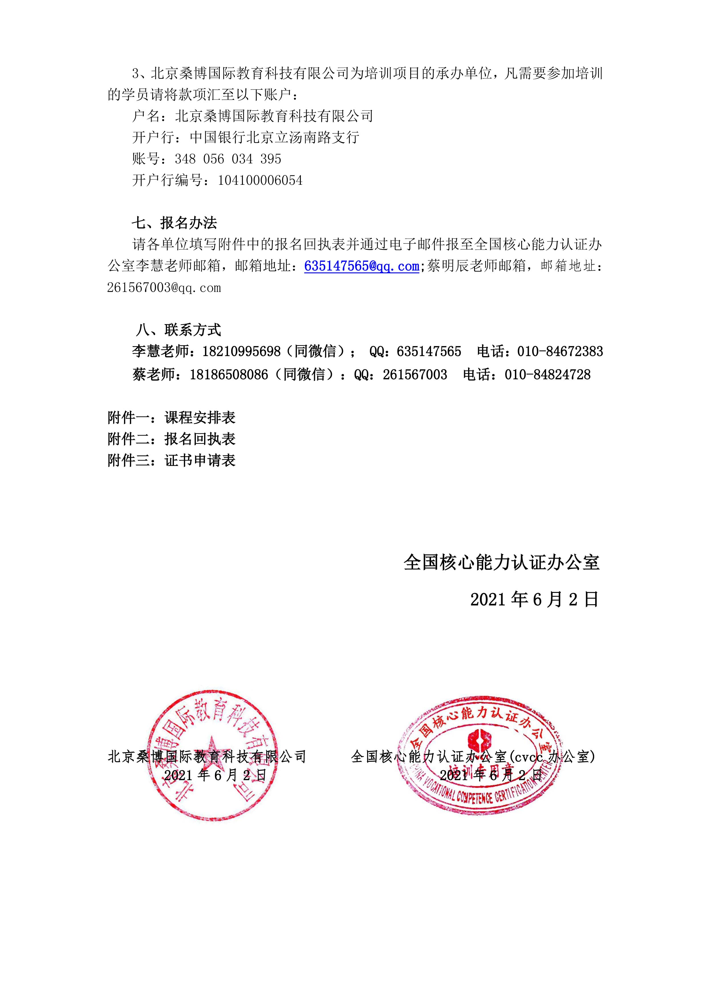 3、北京桑博国际教育科技有限公司为培训项目的承办单位，凡需要参加培训
的学员请将款项汇至以下账户：
户名：北京桑博国际教育科技有限公司
开户行：中国银行北京立汤南路支行
账号：348 056 034 395
开户行编号：104100006054
七、报名办法
请各单位填写附件中的报名回执表并通过电子邮件报至全国核心能力认证办
公室李慧老师邮箱，邮箱地址：635147565@qq.com;蔡明辰老师邮箱，邮箱地址：
261567003@qq.com
八、联系方式
李慧老师：18210995698（同微信）； QQ：635147565 电话：010-84672383
蔡老师：18186508086（同微信）：QQ：261567003 电话：010-84824728
附件一：课程安排表
附件二：报名回执表
附件三：证书申请表
全国核心能力认证办公室
2021 年 6 月 2 日
北京桑博国际教育科技有限公司
北京桑博国际教育科技有限公司
2021 年 6 月 2 日
全国核心能力认证办公室
全国核心能力认证办公室(cvcc 办公室)
培训专用章
2021 年 6 月 2 日
CHINA VOCATIONAL COMPETENCE CERTIFICATION CENTER